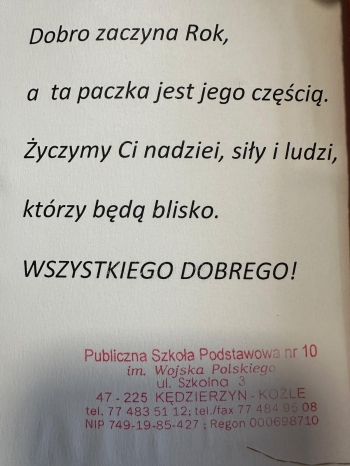 Dobro zaczyna Rok,
a ta paczka jest jego częścią.
Życzymy Ci nadziei, siły i ludzi,
którzy będą blisko.
WSZYSTKIEGO DOBREGO!
Publiczna Szkoła Podstawowa nr 10
im. Wojska Polskiego
ul. Szkolna 3
47 - 225 KĘDZIERZYN - KOŹLE
tel. 77 483 51 12; tel./fax 77 484 95 08
NIP 749-19-85-427 ; Regon 000698710